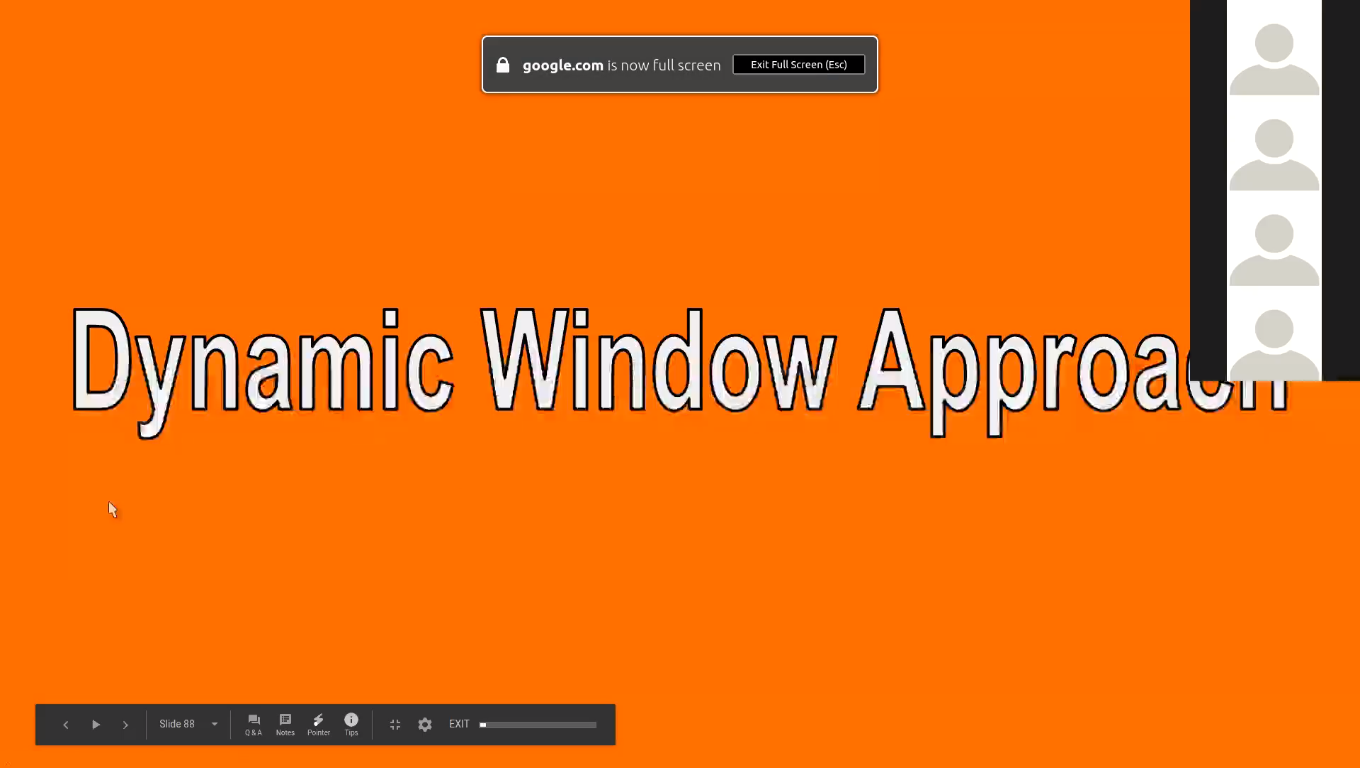 google.com is now full screen Exit Full Screen (Esc)
Dynamic Window Approach
Slide 88 Q & A Notes Pointer Tips EXIT